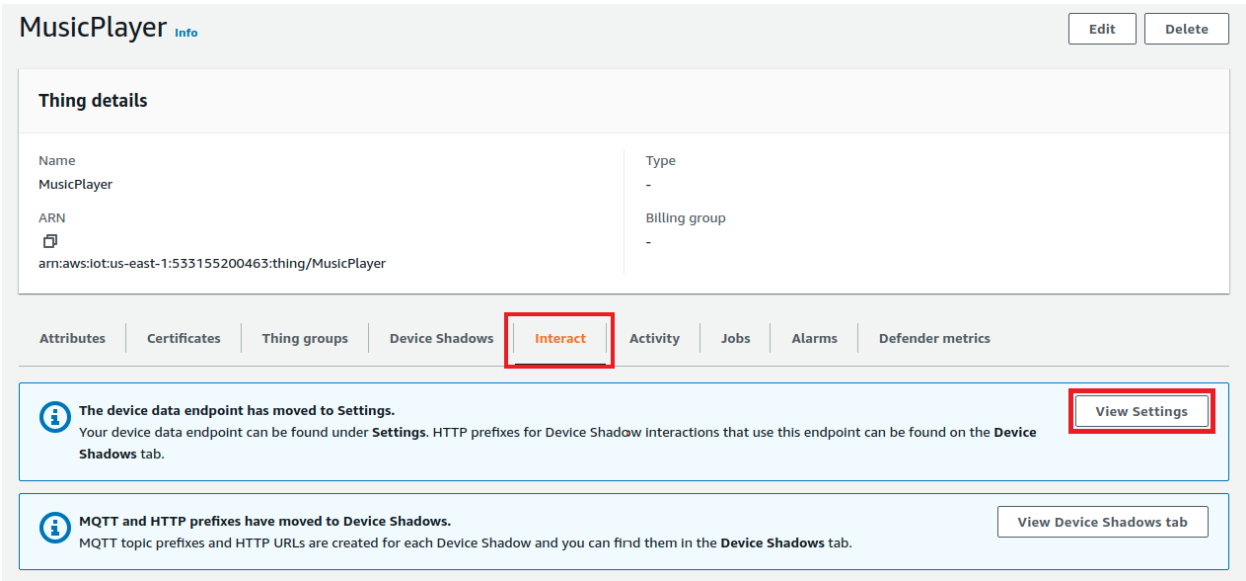 MusicPlayer Info
Edit
Delete
Thing details
Name
MusicPlayer
ARN
arn:aws:iot:us-east-1:533155200463:thing/MusicPlayer
Type
-
Billing group
-
Attributes
Certificates
Thing groups
Device Shadows
Interact
Activity
Jobs
Alarms
Defender metrics
The device data endpoint has moved to Settings.
Your device data endpoint can be found under Settings. HTTP prefixes for Device Shadow interactions that use this endpoint can be found on the Device
Shadows tab.
View Settings
MQTT and HTTP prefixes have moved to Device Shadows.
MQTT topic prefixes and HTTP URLs are created for each Device Shadow and you can find them in the Device Shadows tab.
View Device Shadows tab